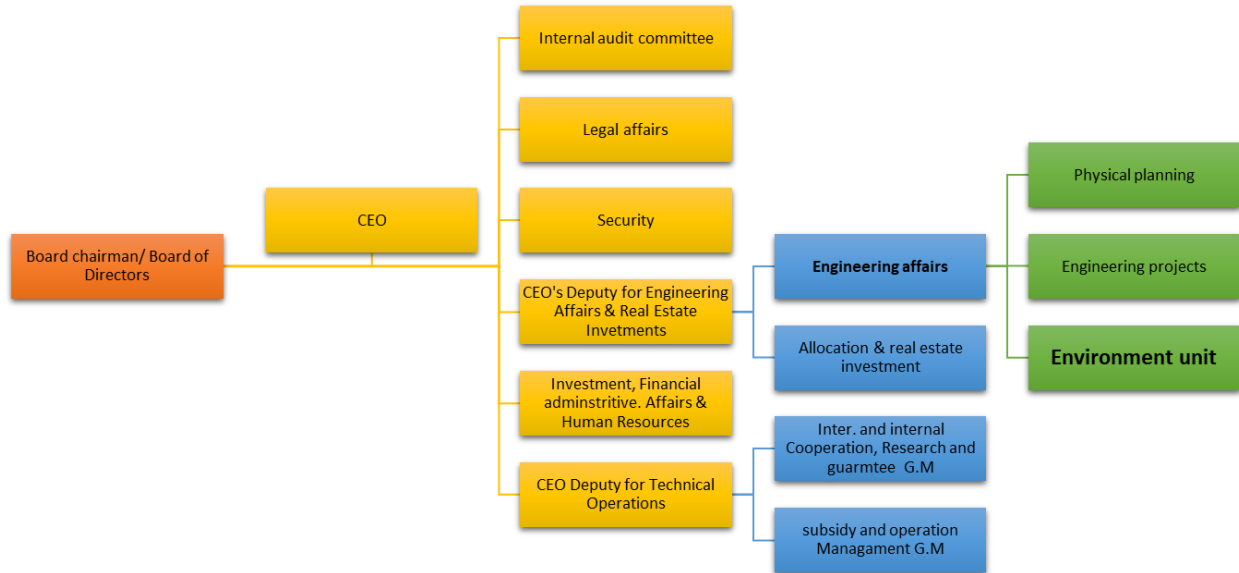 Board chairman/ Board of
Directors
CEO
Internal audit committee
Legal affairs
Security
CEO's Deputy for Engineering
Affairs & Real Estate
Invetments
Investment, Financial
adminstritive. Affairs &
Human Resources
CEO Deputy for Technical
Operations
Engineering affairs
Allocation & real estate
investment
Inter. and internal
Cooperation, Research and
guarmtee G.M
subsidy and operation
Managament G.M
Physical planning
Engineering projects
Environment unit